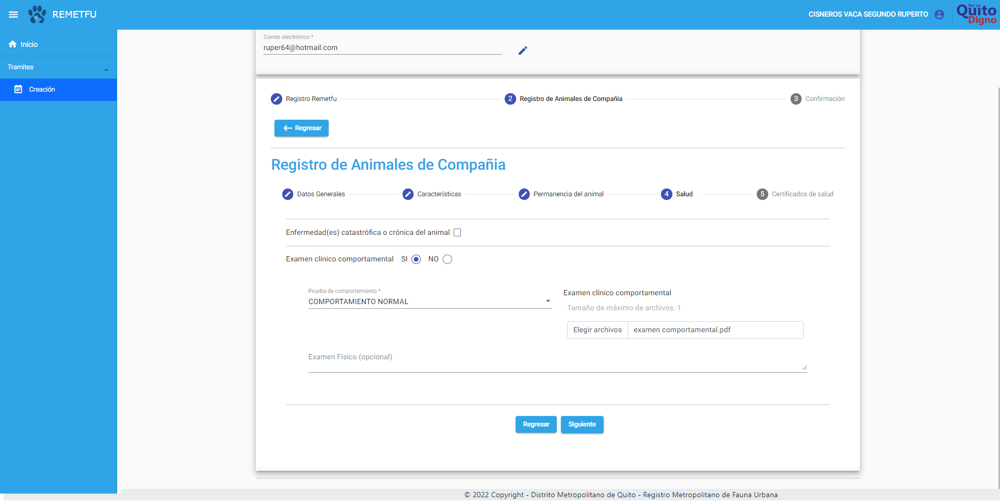 REMETFU
CISNEROS VACA SEGUNDO RUPERTO
Por un
Quito
Digno
Inicio
Tramites
Creación
Correo electrónico *
ruper64@hotmail.com
Registro Remetfu
2 Registro de Animales de Compañia
3 Confirmación
Regresar
Registro de Animales de Compañia
Datos Generales
Características
Permanencia del animal
4 Salud
5 Certificados de salud
Enfermedad(es) catastrófica o crónica del animal
Examen clínico comportamental SI NO
Prueba de comportamiento *
COMPORTAMIENTO NORMAL
Examen clínico comportamental
Tamaño de máximo de archivos: 1
Elegir archivos examen comportamental.pdf
Examen Físico (opcional)
Regresar Siguiente
© 2022 Copyright - Distrito Metropolitano de Quito - Registro Metropolitano de Fauna Urbana